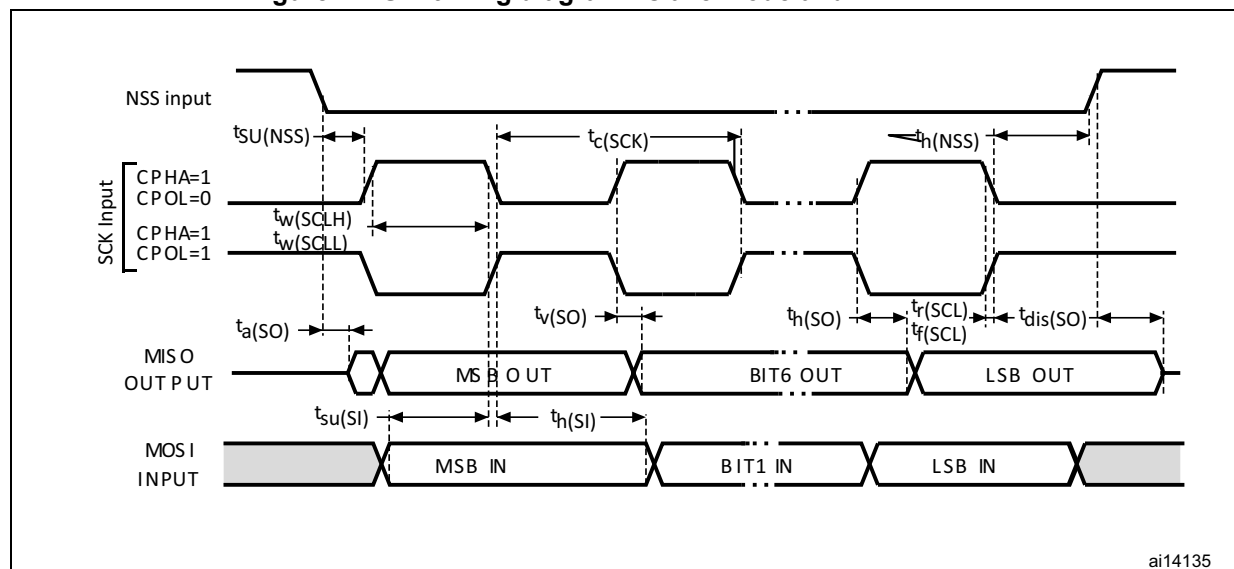 NSS input
tSU(NSS)
tc(SCK)
th(NSS)
SCK Input
CPHA=1
CPOL=0
tw(SCLH)
tw(SCLL)
CPHA=1
CPOL=1
ta(SO)
tv(SO)
th(SO)
tr(SCL)
tf(SCL)
tdis(SO)
MISO
OUTPUT
MSB OUT
BIT6 OUT
LSB OUT
tsu(SI)
th(SI)
MOSI
INPUT
MSB IN
BIT1 IN
LSB IN
ai14135